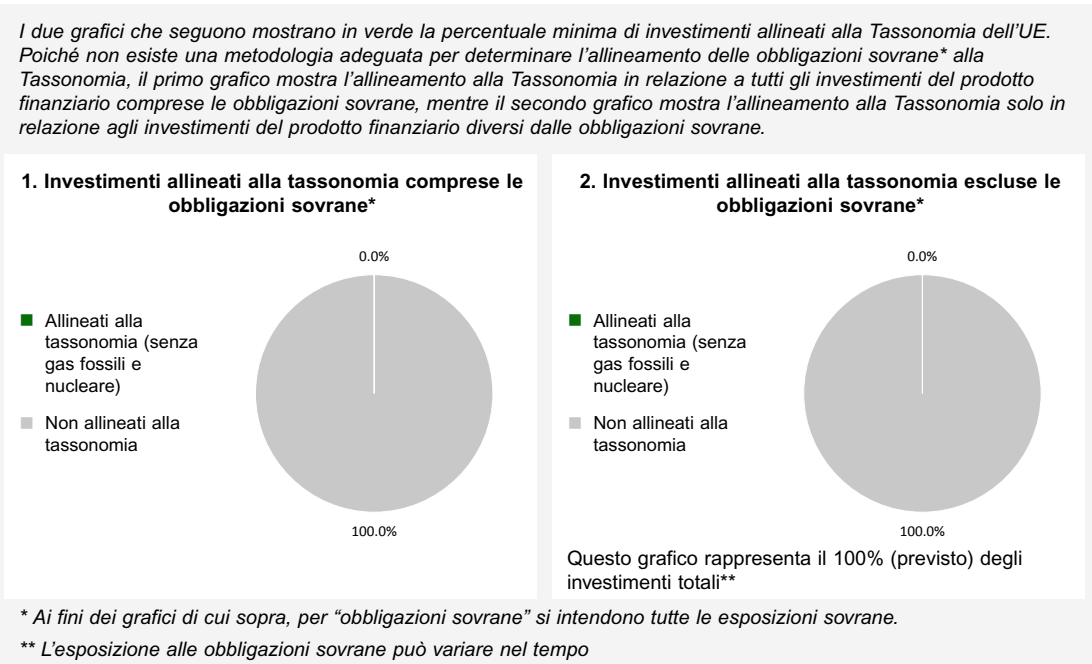 I due grafici che seguono mostrano in verde la percentuale minima di investimenti allineati alla Tassonomia dell'UE.
Poiché non esiste una metodologia adeguata per determinare l'allineamento delle obbligazioni sovrane* alla
Tassonomia, il primo grafico mostra l'allineamento alla Tassonomia in relazione a tutti gli investimenti del prodotto
finanziario comprese le obbligazioni sovrane, mentre il secondo grafico mostra l'allineamento alla Tassonomia solo in
relazione agli investimenti del prodotto finanziario diversi dalle obbligazioni sovrane.
1. Investimenti allineati alla tassonomia comprese le
obbligazioni sovrane*
0.0%
Allineati alla
tassonomia (senza
gas fossili e
nucleare)
Non allineati alla
tassonomia
100.0%
2. Investimenti allineati alla tassonomia escluse le
obbligazioni sovrane*
0.0%
Allineati alla
tassonomia (senza
gas fossili e
nucleare)
Non allineati alla
tassonomia
100.0%
Questo grafico rappresenta il 100% (previsto) degli
investimenti totali**
* Ai fini dei grafici di cui sopra, per "obbligazioni sovrane" si intendono tutte le esposizioni sovrane.
** L'esposizione alle obbligazioni sovrane può variare nel tempo